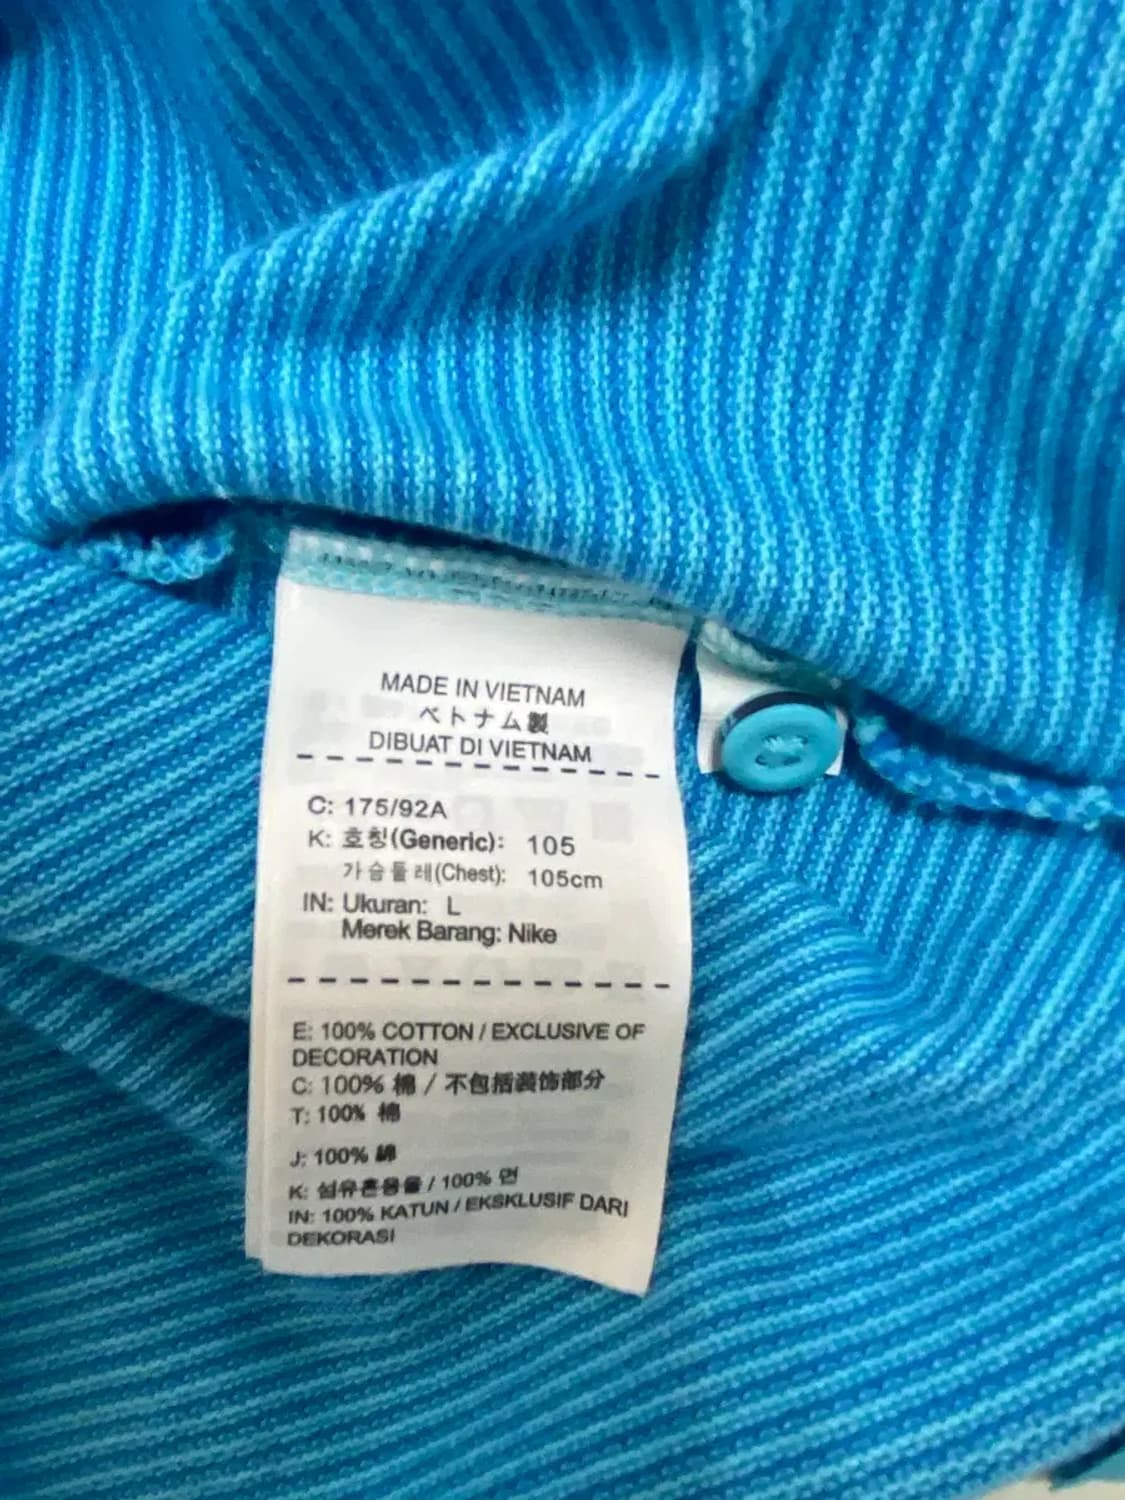 MADE IN VIETNAM
ベトナム製
DIBUAT DI VIETNAM
C: 175/92A
K: 호칭(Generic): 105
가슴둘레(Chest): 105cm
IN: Ukuran: L
Merek Barang: Nike
E: 100% COTTON / EXCLUSIVE OF
DECORATION
C: 100% 棉 / 不包括装饰部分
T: 100% 棉
J: 100% 綿
K: 섬유혼용율 / 100% 면
IN: 100% KATUN / EKSKLUSIF DARI
DEKORASI